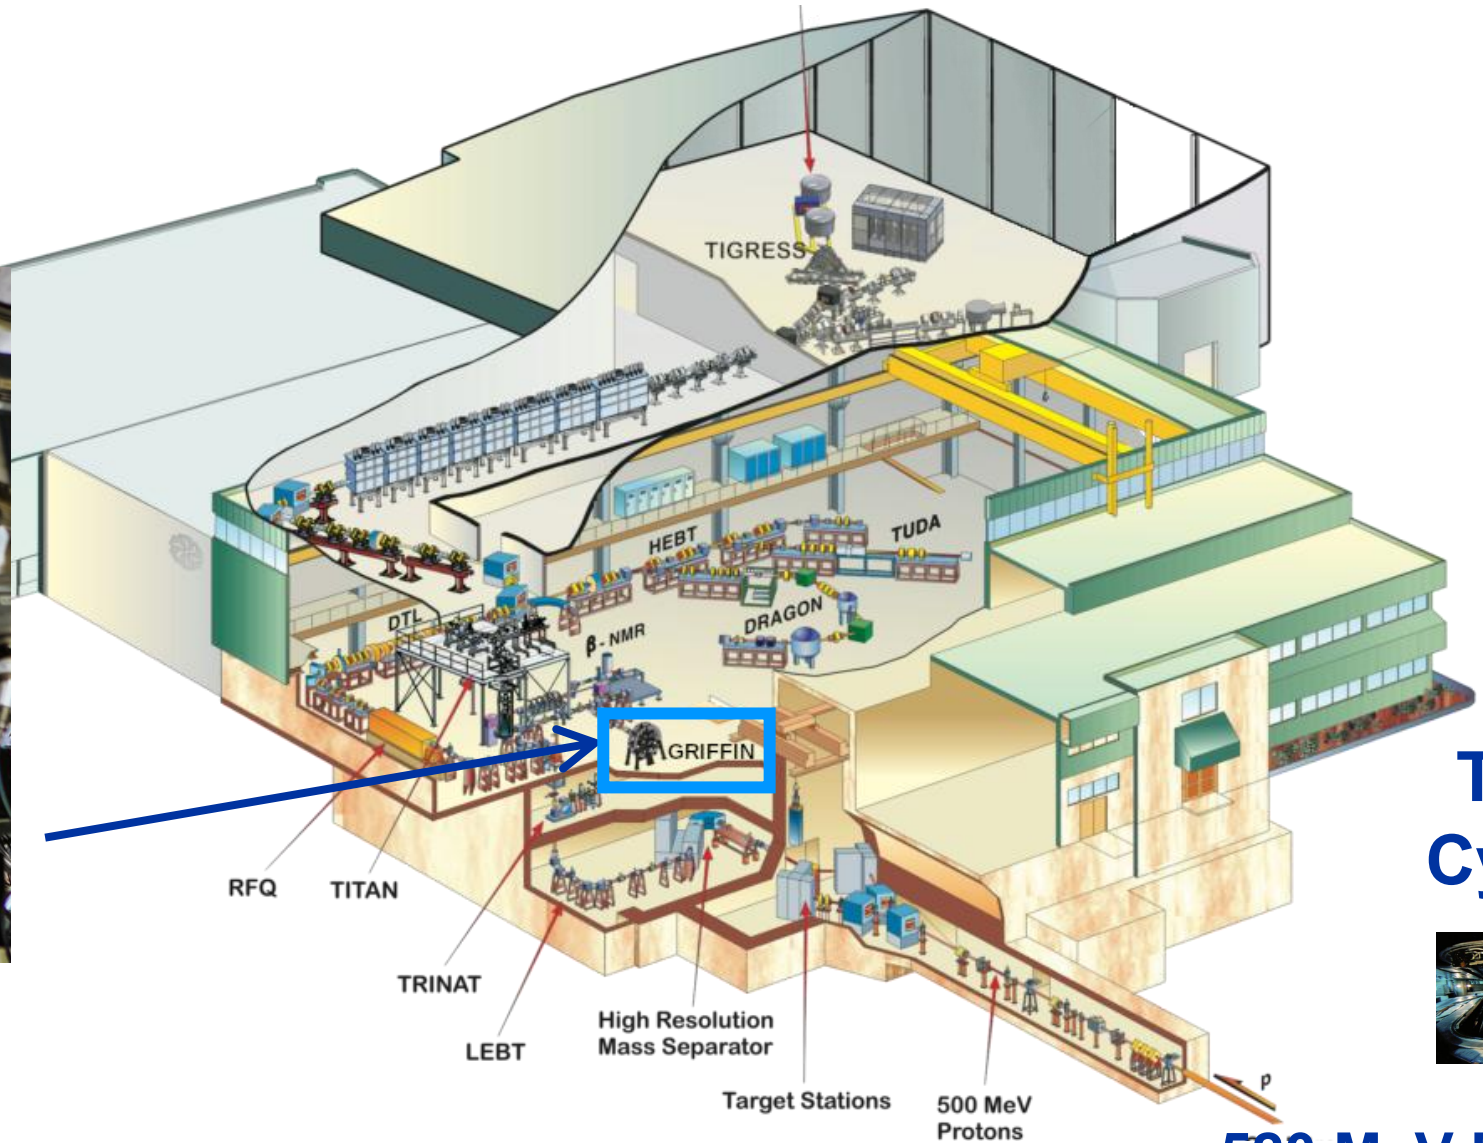 TIGRESS
HEBT
TUDA
DTL
β-NMR
DRAGON
GRIFFIN
T
Cy
RFQ
TITAN
TRINAT
LEBT
High Resolution
Mass Separator
Target Stations
500 MeV
Protons
p